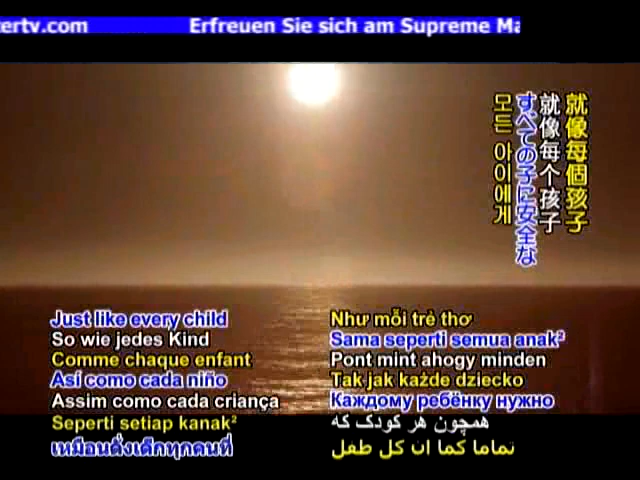 ertv.com
Erfreuen Sie sich am Supreme Ma
就像每個孩子
就像每个孩子
すべての子に安全な
모든 아이에게
Just like every child
So wie jedes Kind
Comme chaque enfant
Así como cada niño
Assim como cada criança
Seperti setiap kanak²
เหมือนดั่งเด็กทุกคนที่
Như mỗi trẻ thơ
Sama seperti semua anak²
Pont mint ahogy minden
Tak jak każde dziecko
Каждому ребёнку нужно
همچون هر کودک که
تماما كما ان كل طفل